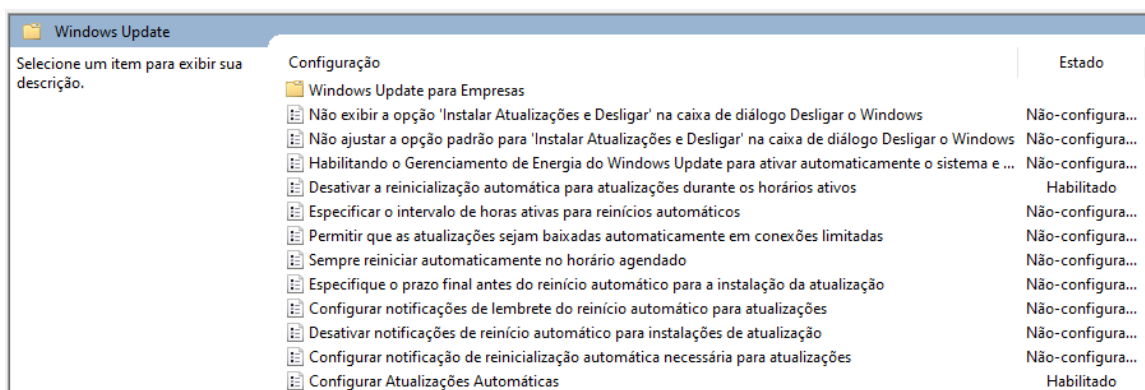 Windows Update
Selecione um item para exibir sua
descrição.
Configuração Estado
Windows Update para Empresas
Não exibir a opção 'Instalar Atualizações e Desligar' na caixa de diálogo Desligar o Windows Não-configura...
Não ajustar a opção padrão para 'Instalar Atualizações e Desligar' na caixa de diálogo Desligar o Windows Não-configura...
Habilitando o Gerenciamento de Energia do Windows Update para ativar automaticamente o sistema e ... Não-configura...
Desativar a reinicialização automática para atualizações durante os horários ativos Habilitado
Especificar o intervalo de horas ativas para reinícios automáticos Não-configura...
Permitir que as atualizações sejam baixadas automaticamente em conexões limitadas Não-configura...
Sempre reiniciar automaticamente no horário agendado Não-configura...
Especifique o prazo final antes do reinício automático para a instalação da atualização Não-configura...
Configurar notificações de lembrete do reinício automático para atualizações Não-configura...
Desativar notificações de reinício automático para instalações de atualização Não-configura...
Configurar notificação de reinicialização automática necessária para atualizações Não-configura...
Configurar Atualizações Automáticas Habilitado